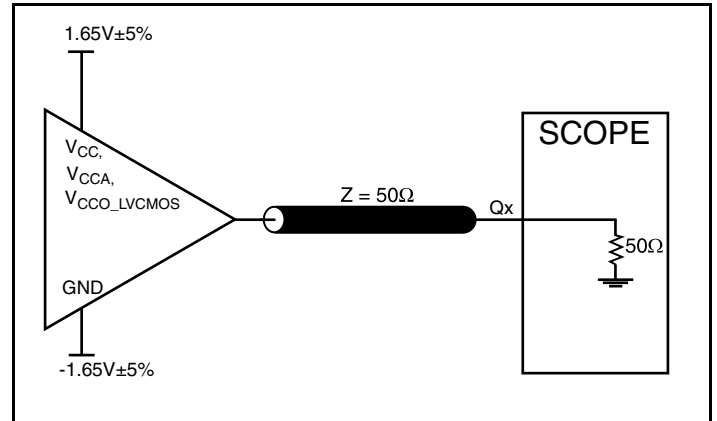 1.65V±5%
SCOPE
VCC,
VCCA,
VCCO_LVCMOS
Z = 50Ω
Qx
50Ω
GND
-1.65V±5%